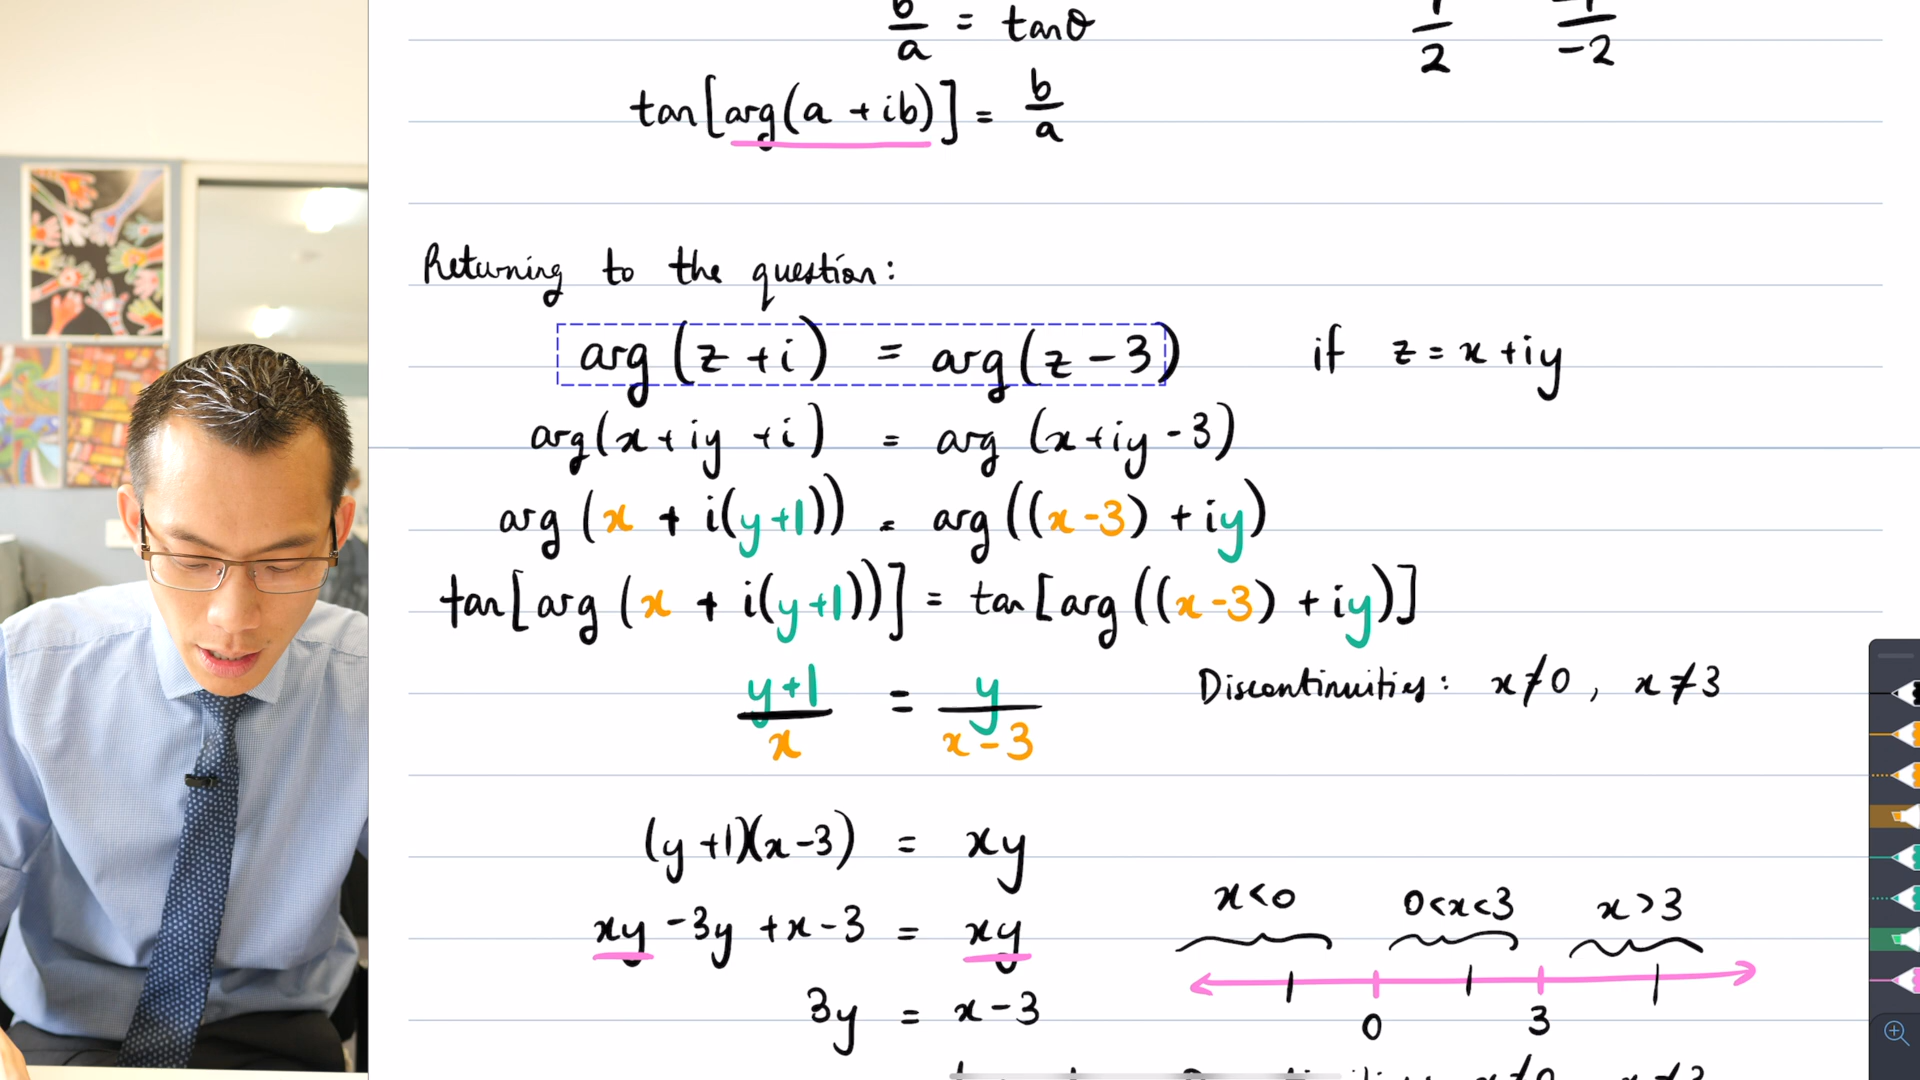 b/a = tanθ
1/2
-1/-2
tan[arg(a + ib)] = b/a
Returning to the question:
arg(z + i) = arg(z - 3) if z = x + iy
arg(x + iy + i) = arg(x + iy - 3)
arg(x + i(y+1)) = arg((x-3) + iy)
tan[arg(x + i(y+1))] = tan[arg((x-3) + iy)]
y+1/x = y/x-3 Discontinuities: x≠0, x≠3
(y+1)(x-3) = xy
x<0 0<x<3 x>3
xy - 3y + x - 3 = xy
3y = x - 3
0 3